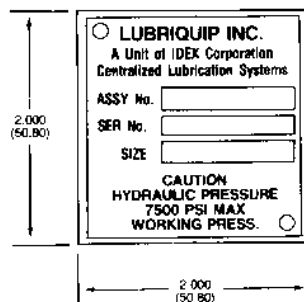 LUBRIQUIP INC.
A Unit of IDEX Corporation
Centralized Lubrication Systems
ASSY No.
SER No.
SIZE
CAUTION
HYDRAULIC PRESSURE
7500 PSI MAX
WORKING PRESS.
2.000
(50.80)
2.000
(50.80)